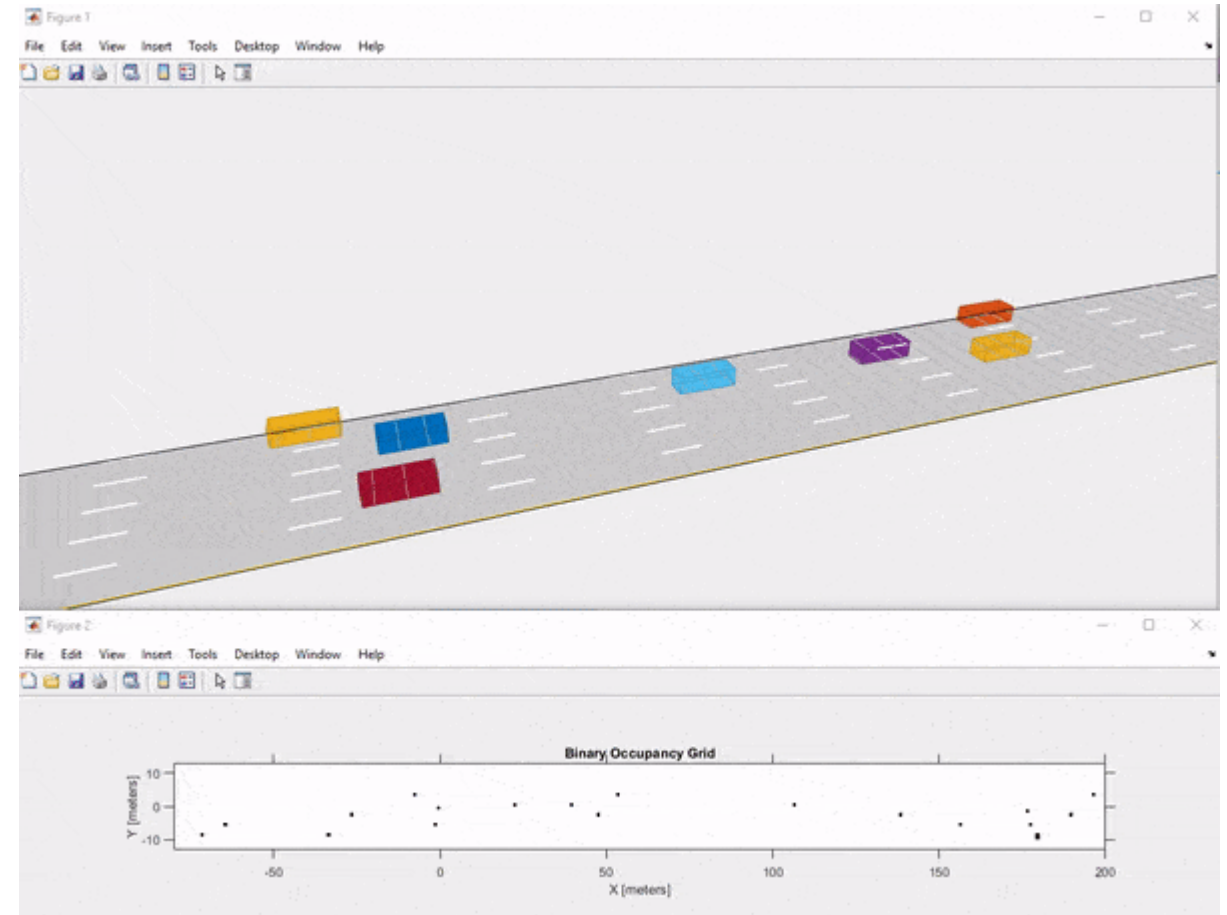 Figure 1
File Edit View Insert Tools Desktop Window Help
Figure 2
File Edit View Insert Tools Desktop Window Help
Binary Occupancy Grid
10
0
-10
Y [meters]
-50 0 50 100 150 200
X [meters]